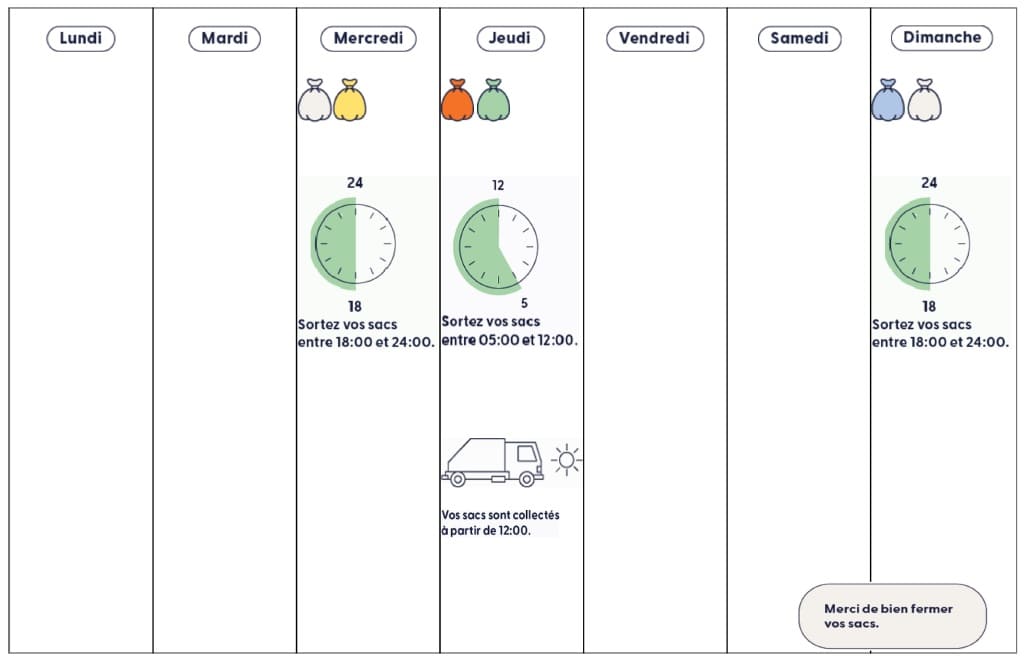 Lundi
Mardi
Mercredi
Jeudi
Vendredi
Samedi
Dimanche
24
18
Sortez vos sacs
entre 18:00 et 24:00.
12
5
Sortez vos sacs
entre 05:00 et 12:00.
Vos sacs sont collectés
à partir de 12:00.
24
18
Sortez vos sacs
entre 18:00 et 24:00.
Merci de bien fermer
vos sacs.